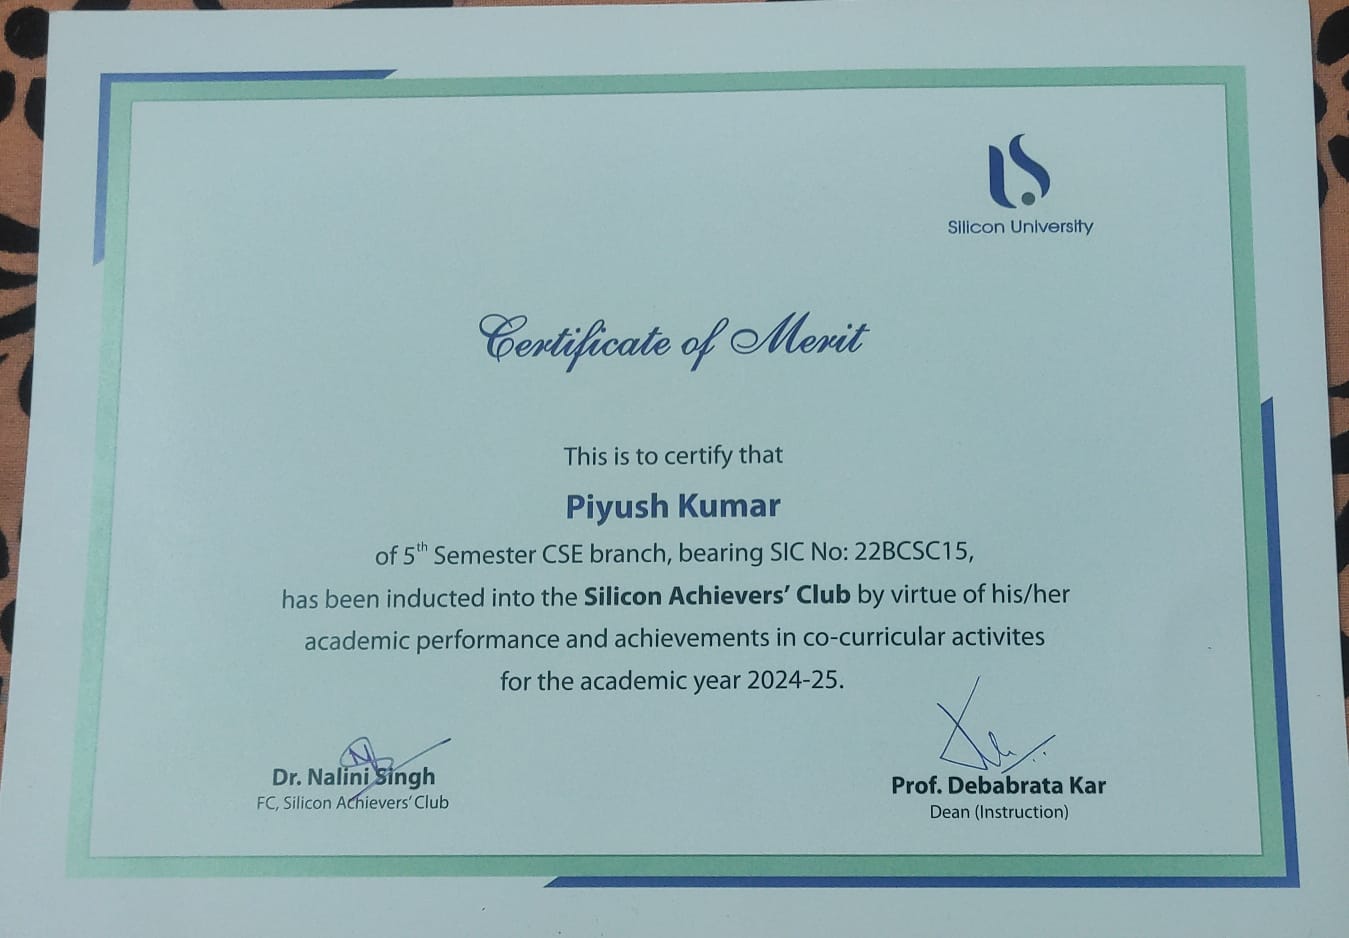 Silicon University
Certificate of Merit
This is to certify that
Piyush Kumar
of 5th Semester CSE branch, bearing SIC No: 22BCSC15,
has been inducted into the Silicon Achievers’ Club by virtue of his/her
academic performance and achievements in co-curricular activites
for the academic year 2024-25.
Dr. Nalini Singh
FC, Silicon Achievers’ Club
Prof. Debabrata Kar
Dean (Instruction)